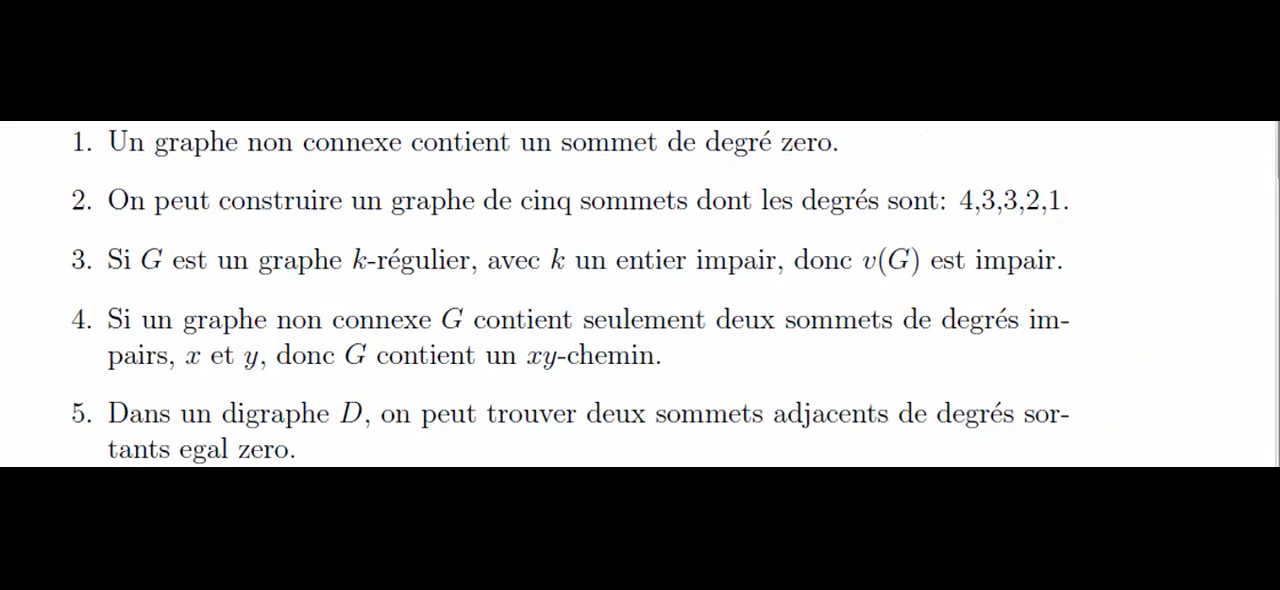 1. Un graphe non connexe contient un sommet de degré zero.
2. On peut construire un graphe de cinq sommets dont les degrés sont: 4,3,3,2,1.
3. Si G est un graphe k-régulier, avec k un entier impair, donc v(G) est impair.
4. Si un graphe non connexe G contient seulement deux sommets de degrés im-
pairs, x et y, donc G contient un xy-chemin.
5. Dans un digraphe D, on peut trouver deux sommets adjacents de degrés sor-
tants egal zero.